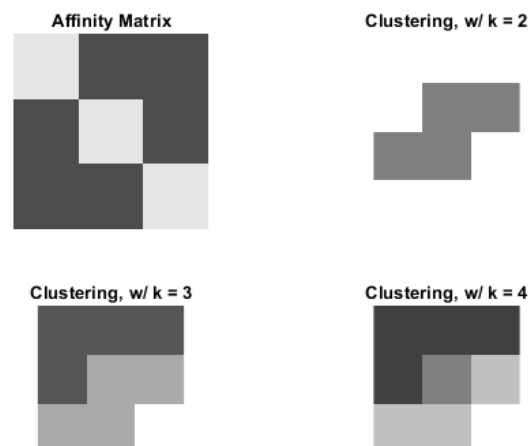 Affinity Matrix
Clustering, w/ k = 2
Clustering, w/ k = 3
Clustering, w/ k = 4